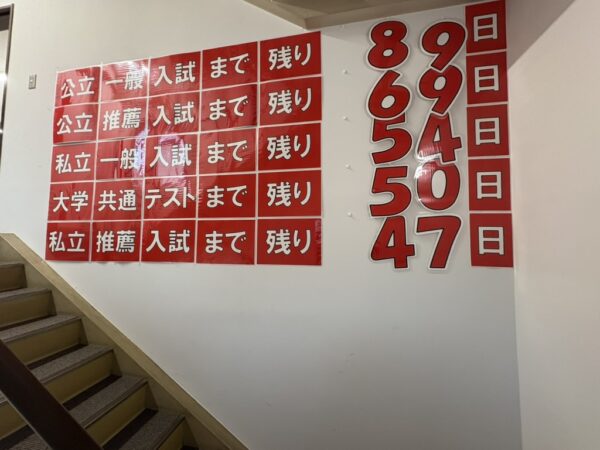 公立 一般 入試 まで 残り 89日
公立 推薦 入試 まで 残り 69日
私立 一般 入試 まで 残り 54日
大学 共通 テスト まで 残り 50日
私立 推薦 入試 まで 残り 47日